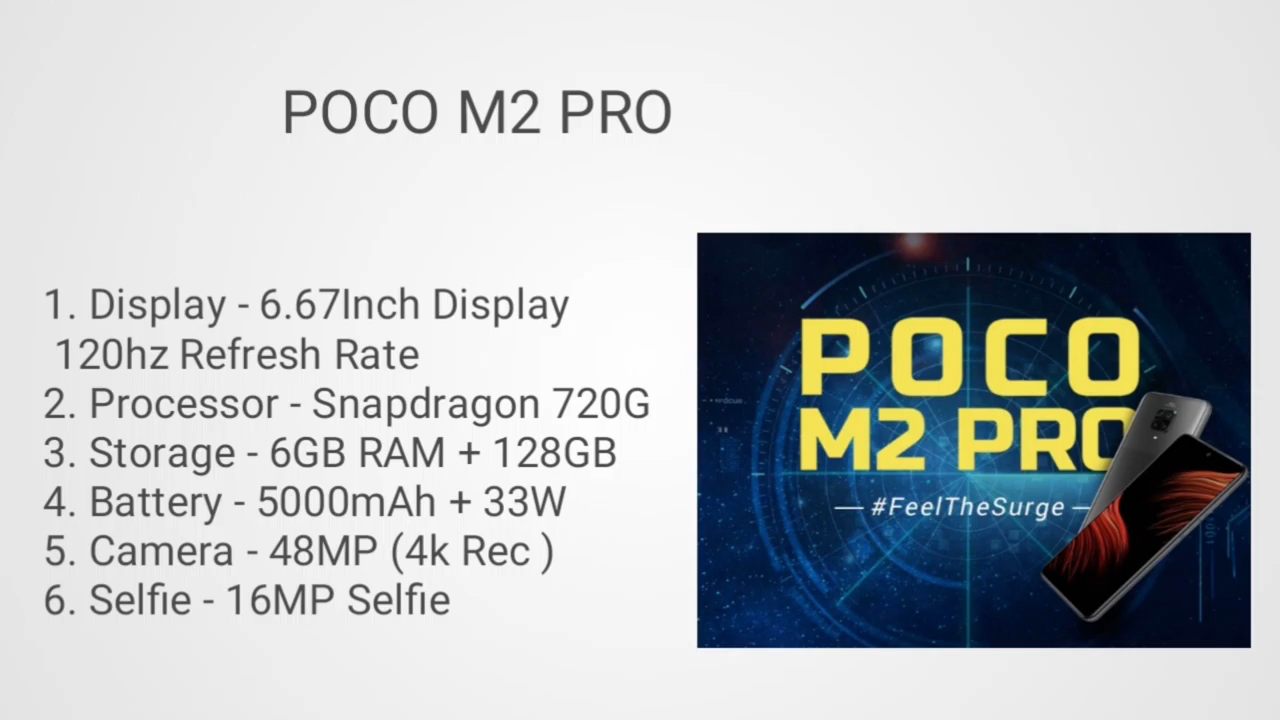 POCO M2 PRO
1. Display - 6.67Inch Display
120hz Refresh Rate
2. Processor - Snapdragon 720G
3. Storage - 6GB RAM + 128GB
4. Battery - 5000mAh + 33W
5. Camera - 48MP (4k Rec )
6. Selfie - 16MP Selfie
POCO
M2 PRO
— #FeelTheSurge —